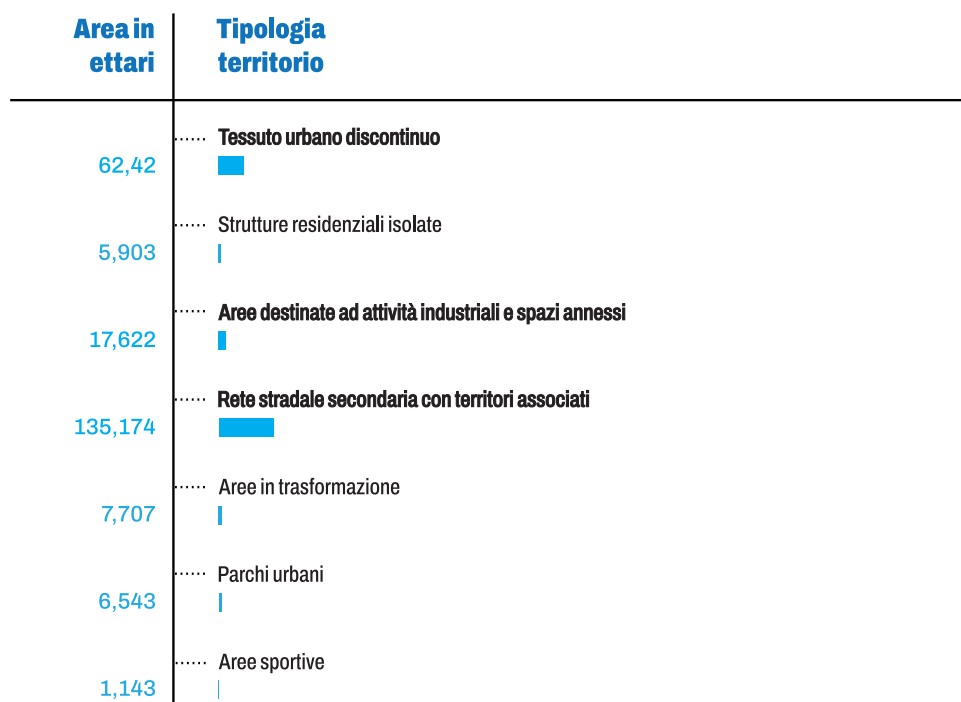 Area in
ettari
Tipologia
territorio
Tessuto urbano discontinuo
62,42
Strutture residenziali isolate
5,903
Aree destinate ad attività industriali e spazi annessi
17,622
Rete stradale secondaria con territori associati
135,174
Aree in trasformazione
7,707
Parchi urbani
6,543
Aree sportive
1,143